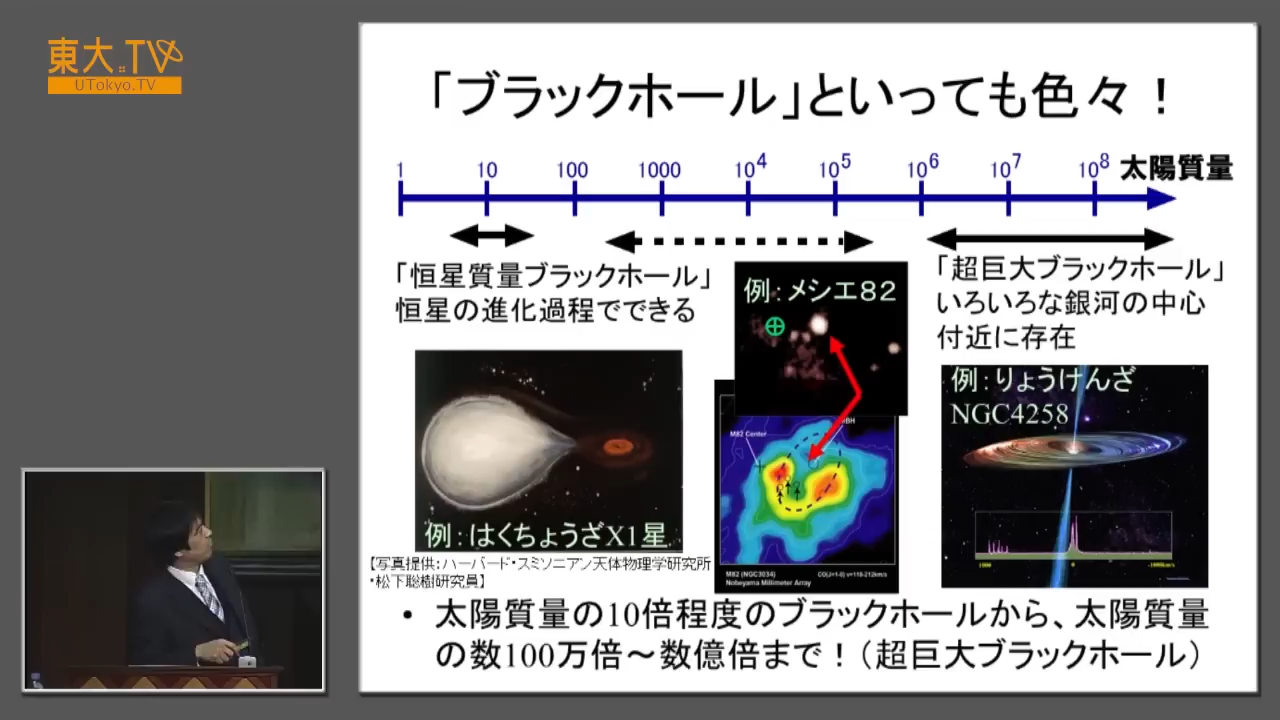 東大.TV
UTokyo.TV
「ブラックホール」といっても色々！
1 10 100 1000 10⁴ 10⁵ 10⁶ 10⁷ 10⁸ 太陽質量
「恒星質量ブラックホール」
恒星の進化過程でできる
例：はくちょうざX1星
【写真提供：ハーバード・スミソニアン天体物理学研究所
・松下聡樹研究員】
例：メシエ82
M82 Center
M82 (NGC3034)
CO(J=1-0) v=118-212km/s
Nobeyama Millimeter Array
「超巨大ブラックホール」
いろいろな銀河の中心
付近に存在
例：りょうけんざ
NGC4258
1000 0 -1000km/s
• 太陽質量の10倍程度のブラックホールから、太陽質量
の数100万倍～数億倍まで！（超巨大ブラックホール）